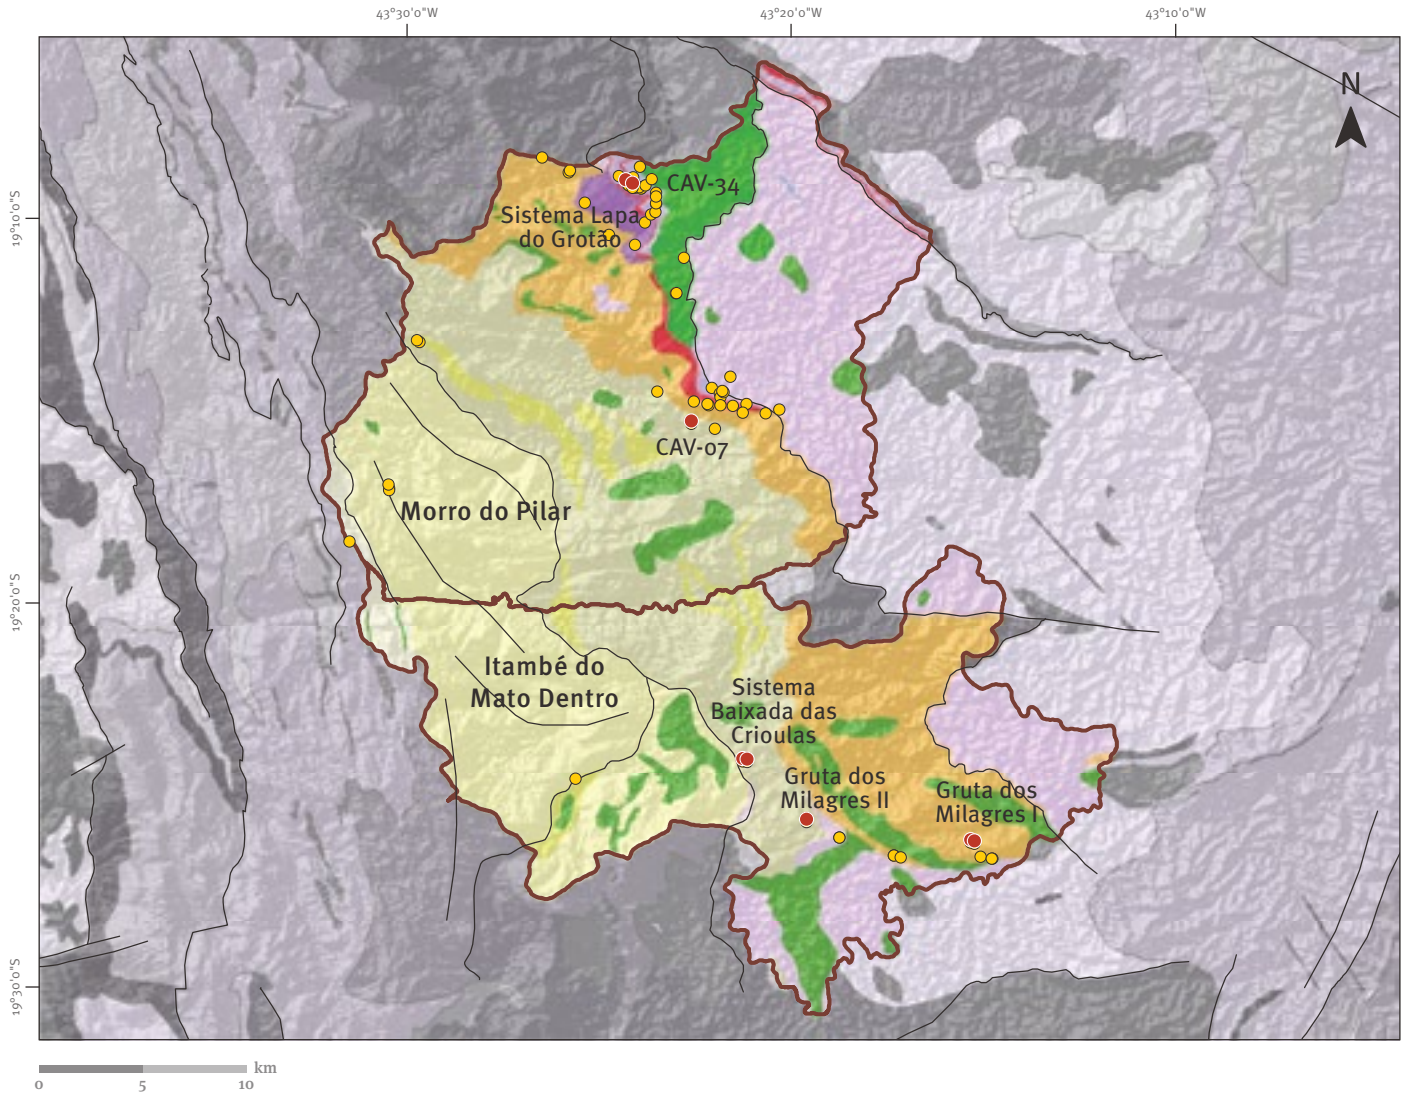 43°30'0"W
43°20'0"W
43°10'0"W
N
19°10'0"S
CAV-34
Sistema Lapa
do Grotão
CAV-07
Morro do Pilar
19°20'0"S
Itambé do
Mato Dentro
Sistema
Baixada das
Crioulas
Gruta dos
Milagres II
Gruta dos
Milagres I
19°30'0"S
km
0
5
10